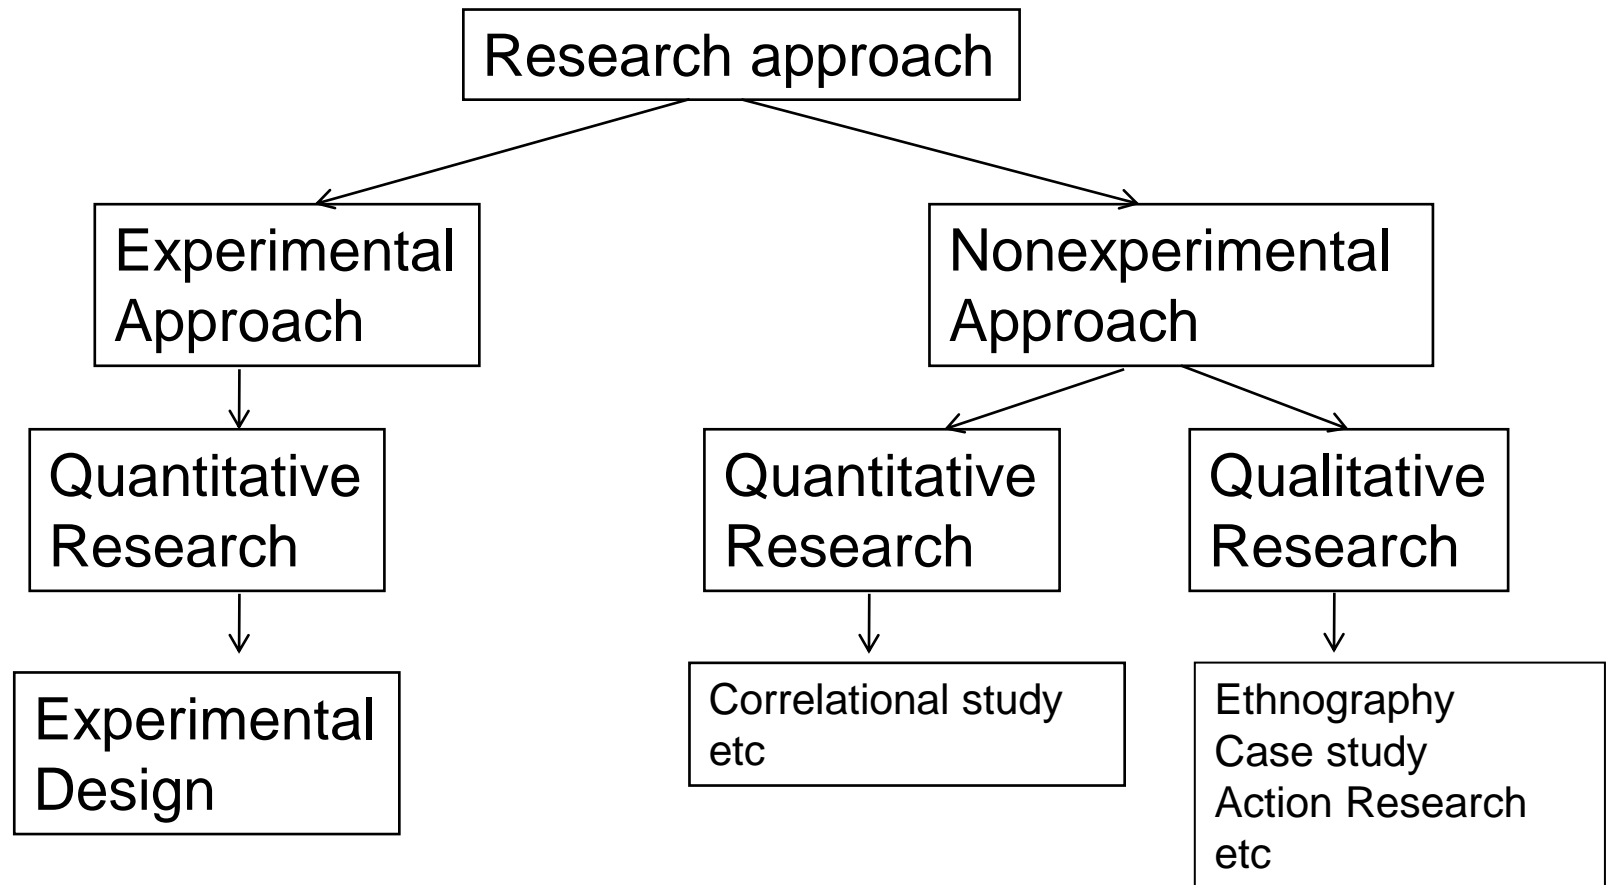 Research approach
Experimental
Approach
Nonexperimental
Approach
Quantitative
Research
Quantitative
Research
Qualitative
Research
Experimental
Design
Correlational study
etc
Ethnography
Case study
Action Research
etc